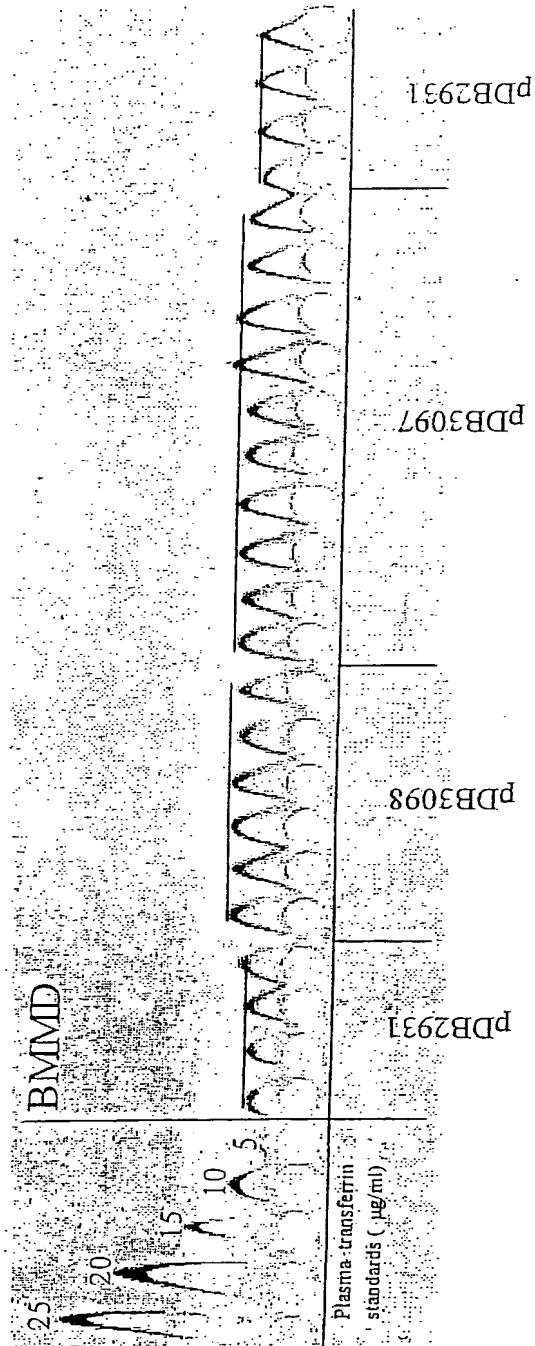 BMMD
25
20
15
10
5
Plasma transferrin
standards ( µg/ml)
pDB2931
pDB3098
pDB3097
pDB2931